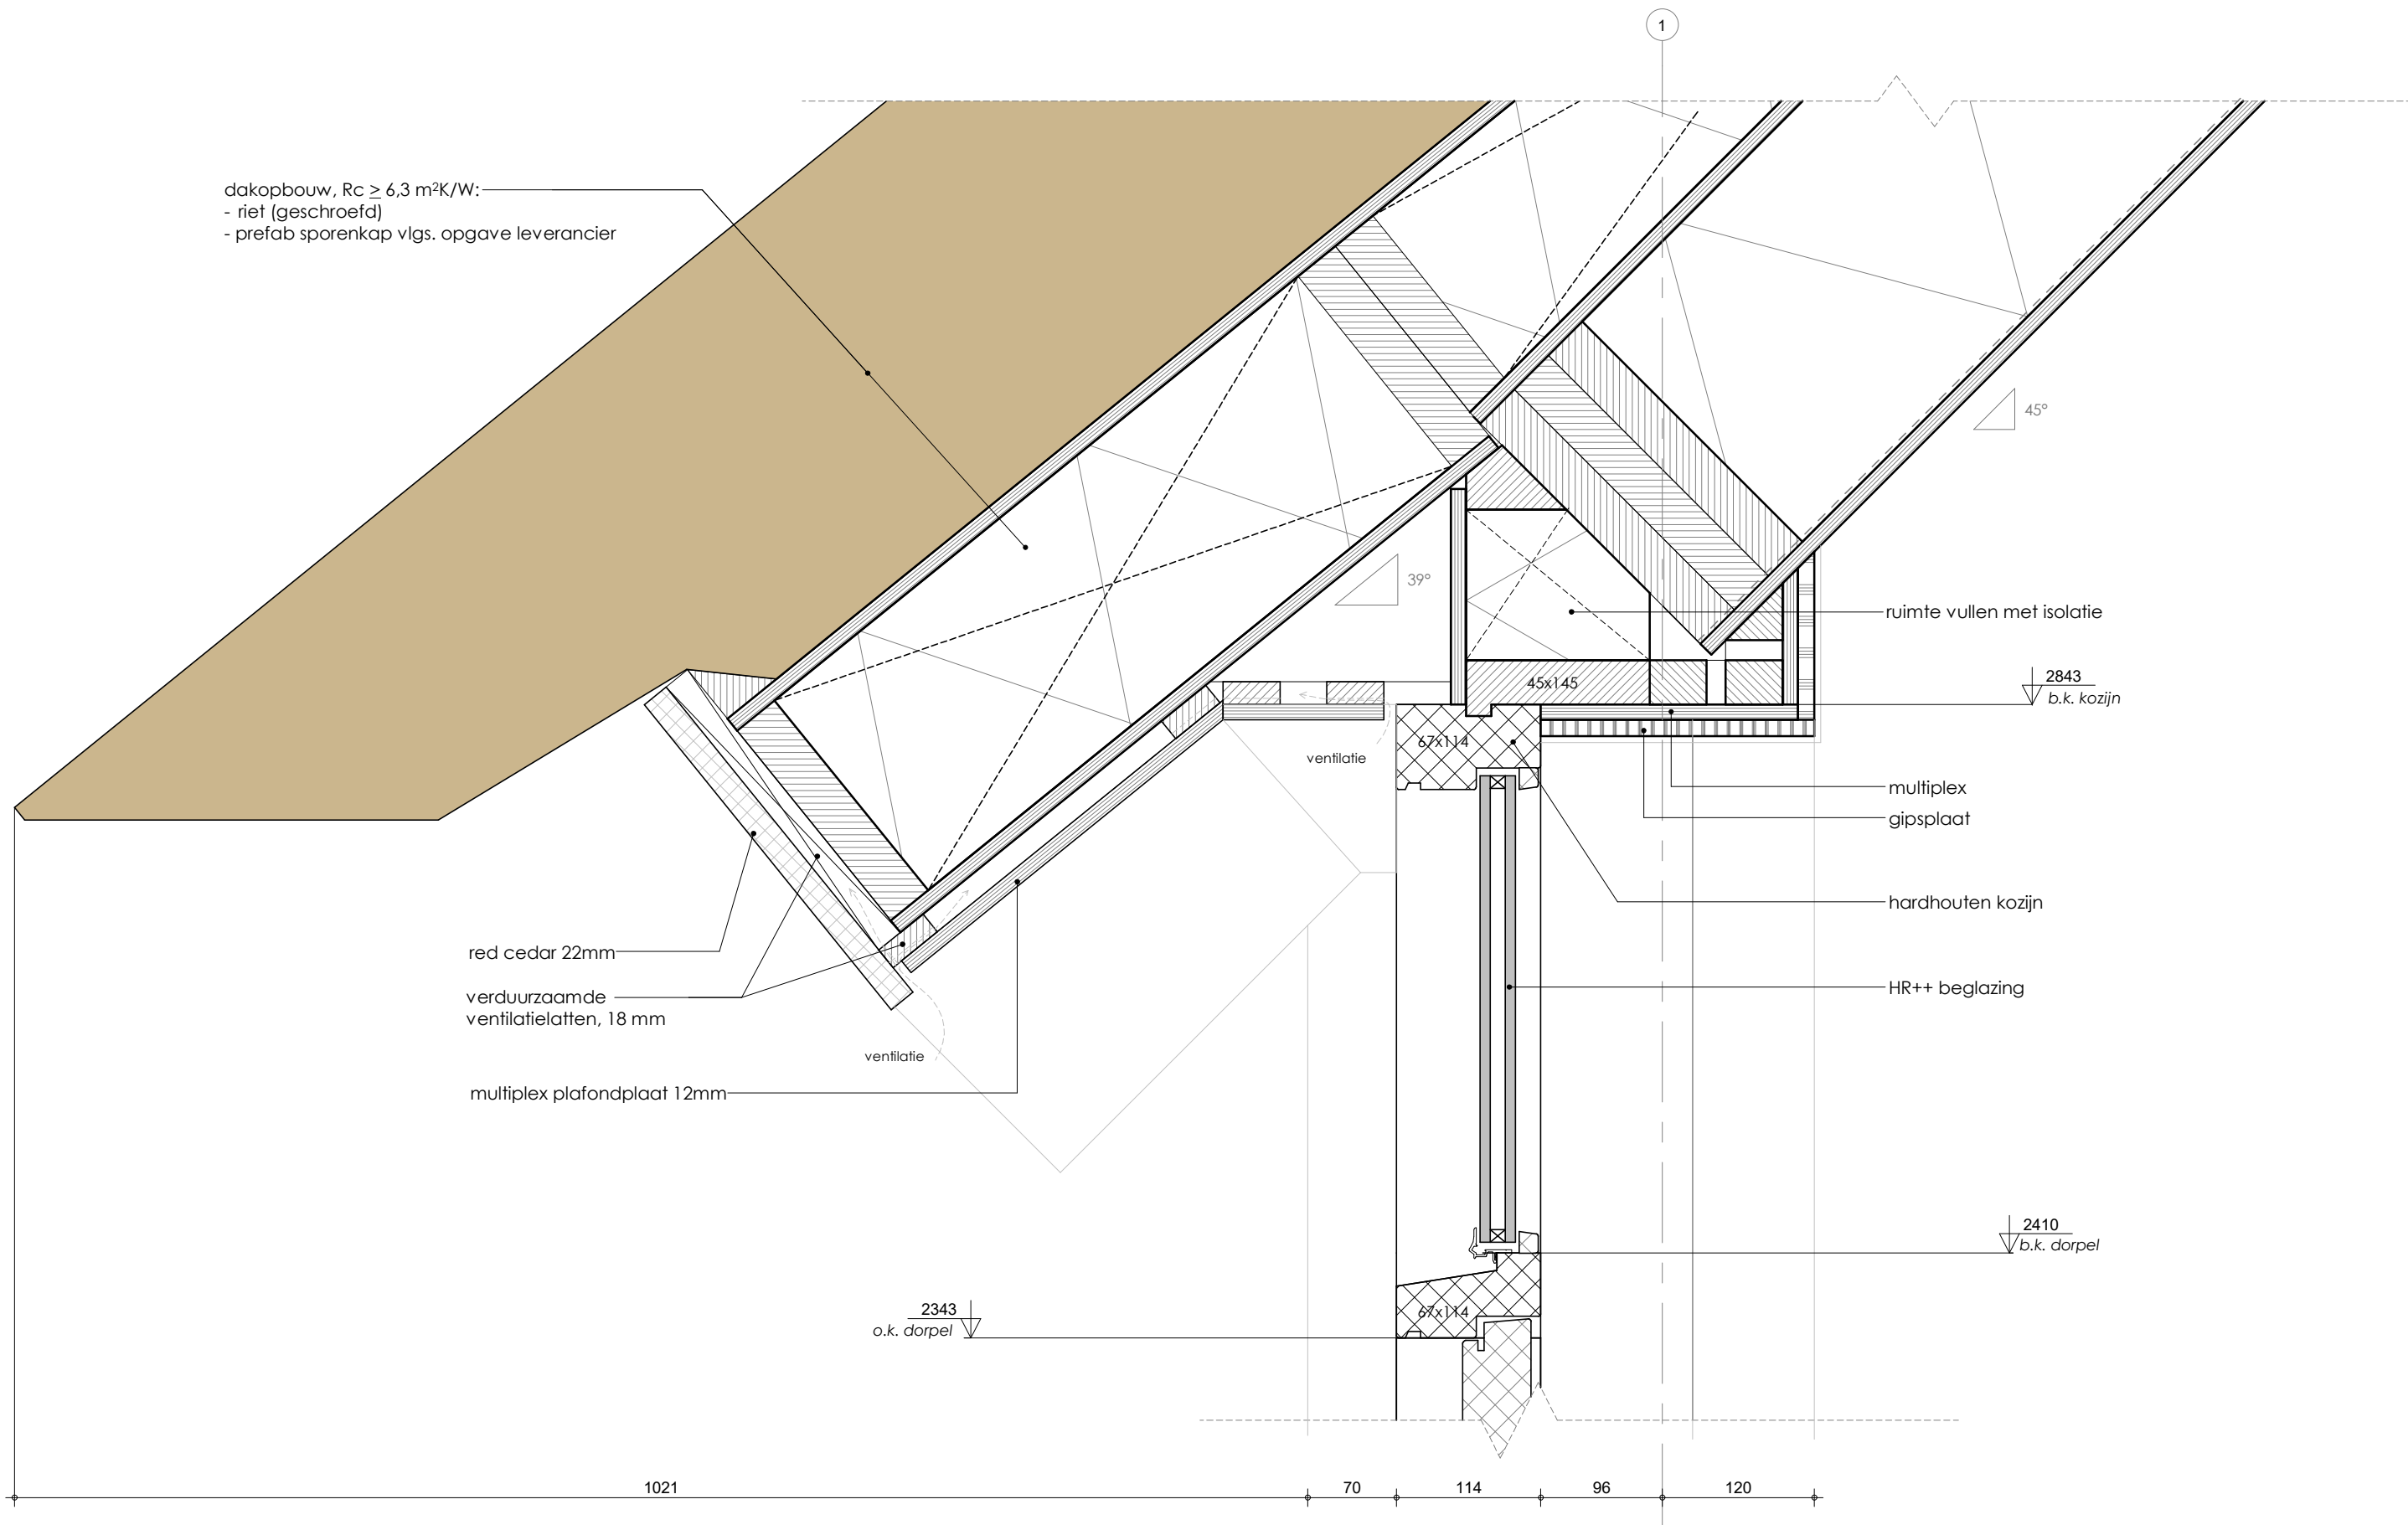 1
dakopbouw, Rc ≥ 6,3 m²K/W:
- riet (geschroefd)
- prefab sporenkap vlgs. opgave leverancier
45°
39°
ruimte vullen met isolatie
45x145
2843
b.k. kozijn
67x114
ventilatie
multiplex
gipsplaat
hardhouten kozijn
red cedar 22mm
HR++ beglazing
verduurzaamde
ventilatielatten, 18 mm
ventilatie
multiplex plafondplaat 12mm
2410
b.k. dorpel
2343
o.k. dorpel
67x114
1021
70
114
96
120